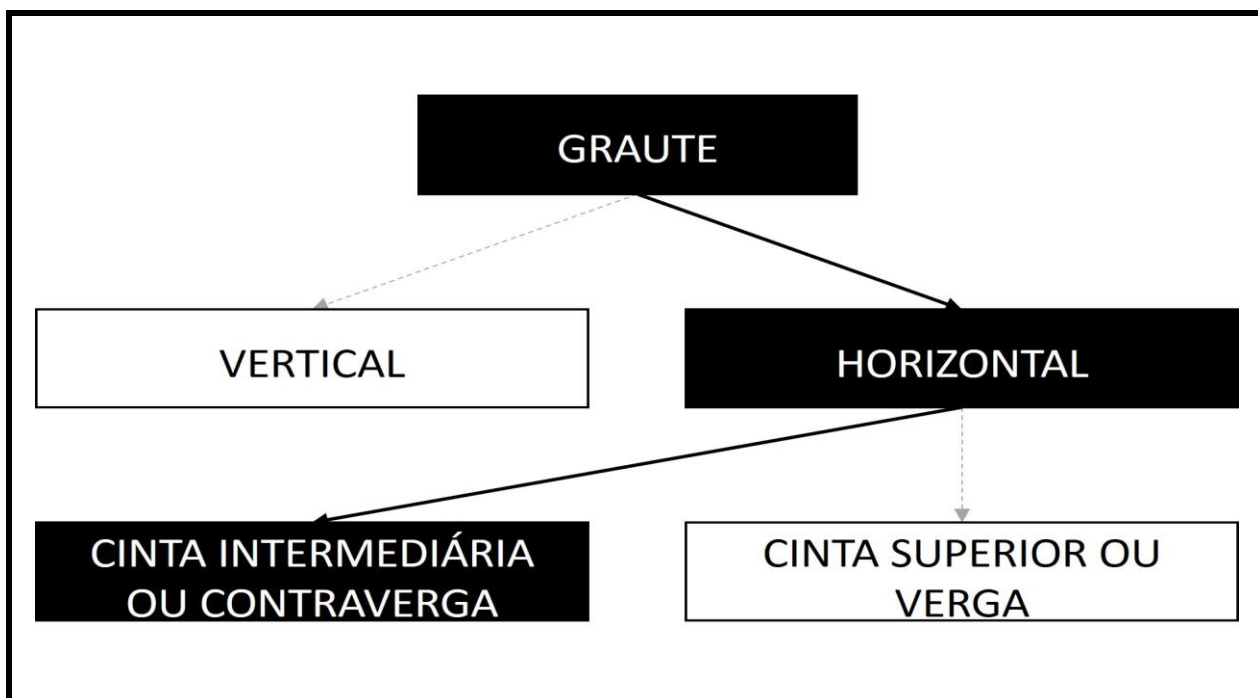 GRAUTE
VERTICAL
HORIZONTAL
CINTA INTERMEDIÁRIA
OU CONTRAVERGA
CINTA SUPERIOR OU
VERGA